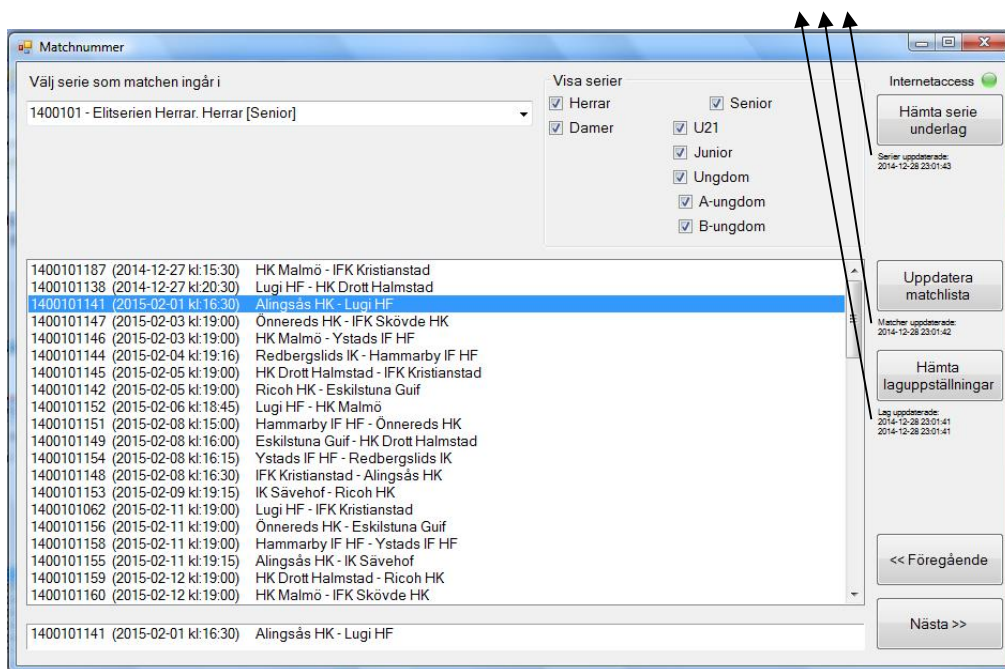 Matchnummer
Välj serie som matchen ingår i
1400101 - Elitserien Herrar. Herrar [Senior]
Visa serier
Herrar
Senior
Damer
U21
Junior
Ungdom
A-ungdom
B-ungdom
Internetaccess
Hämta serie
underlag
Serier uppdaterade:
2014-12-28 23:01:43
1400101187 (2014-12-27 kl:15:30) HK Malmö - IFK Kristianstad
1400101138 (2014-12-27 kl:20:30) Lugi HF - HK Drott Halmstad
1400101141 (2015-02-01 kl:16:30) Alingsås HK - Lugi HF
1400101147 (2015-02-03 kl:19:00) Önnereds HK - IFK Skövde HK
1400101146 (2015-02-03 kl:19:00) HK Malmö - Ystads IF HF
1400101144 (2015-02-04 kl:19:16) Redbergslids IK - Hammarby IF HF
1400101145 (2015-02-05 kl:19:00) HK Drott Halmstad - IFK Kristianstad
1400101142 (2015-02-05 kl:19:00) Ricoh HK - Eskilstuna Guif
1400101152 (2015-02-06 kl:18:45) Lugi HF - HK Malmö
1400101151 (2015-02-08 kl:15:00) Hammarby IF HF - Önnereds HK
1400101149 (2015-02-08 kl:16:00) Eskilstuna Guif - HK Drott Halmstad
1400101154 (2015-02-08 kl:16:15) Ystads IF HF - Redbergslids IK
1400101148 (2015-02-08 kl:16:30) IFK Kristianstad - Alingsås HK
1400101153 (2015-02-09 kl:19:15) IK Sävehof - Ricoh HK
1400101062 (2015-02-11 kl:19:00) Lugi HF - IFK Kristianstad
1400101156 (2015-02-11 kl:19:00) Önnereds HK - Eskilstuna Guif
1400101158 (2015-02-11 kl:19:00) Hammarby IF HF - Ystads IF HF
1400101155 (2015-02-11 kl:19:15) Alingsås HK - IK Sävehof
1400101159 (2015-02-12 kl:19:00) HK Drott Halmstad - Ricoh HK
1400101160 (2015-02-12 kl:19:00) HK Malmö - IFK Skövde HK
Uppdatera
matchlista
Matcher uppdaterade:
2014-12-28 23:01:42
Hämta
laguppställningar
Lag uppdaterade:
2014-12-28 23:01:41
2014-12-28 23:01:41
<< Föregående
Nästa >>
1400101141 (2015-02-01 kl:16:30) Alingsås HK - Lugi HF